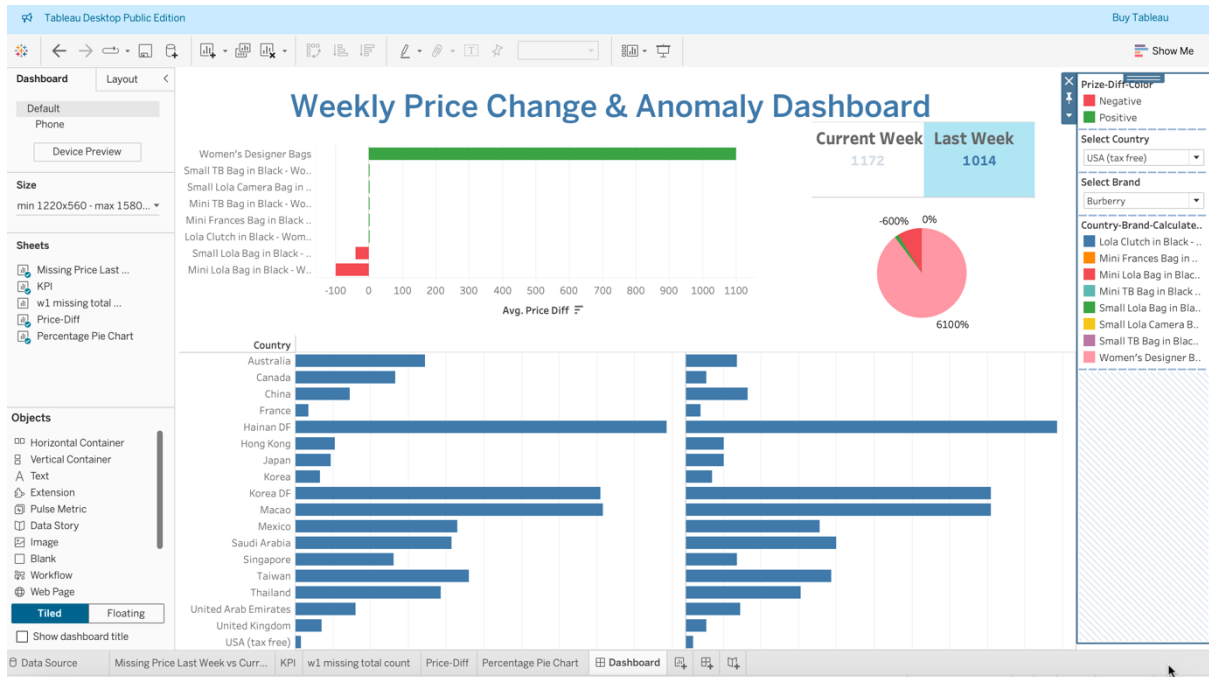 Tableau Desktop Public Edition
Buy Tableau
Show Me
Dashboard
Layout
Default
Phone
Device Preview
Size
min 1220x560 - max 1580...
Sheets
Missing Price Last ...
KPI
w1 missing total ...
Price-Diff
Percentage Pie Chart
Objects
Horizontal Container
Vertical Container
A Text
Extension
Pulse Metric
Data Story
Image
Blank
Workflow
Web Page
Tiled
Floating
Show dashboard title
Weekly Price Change & Anomaly Dashboard
Women's Designer Bags
Small TB Bag in Black - Wo..
Small Lola Camera Bag in ..
Mini TB Bag in Black - Wo..
Mini Frances Bag in Black ..
Lola Clutch in Black - Wom..
Small Lola Bag in Black - ..
Mini Lola Bag in Black - W..
-100 0 100 200 300 400 500 600 700 800 900 1000 1100
Avg. Price Diff
Current Week
Last Week
1172
1014
-600%
0%
6100%
Country
Australia
Canada
China
France
Hainan DF
Hong Kong
Japan
Korea
Korea DF
Macao
Mexico
Saudi Arabia
Singapore
Taiwan
Thailand
United Arab Emirates
United Kingdom
USA (tax free)
Prize-Diff-Color
Negative
Positive
Select Country
USA (tax free)
Select Brand
Burberry
Country-Brand-Calculate..
Lola Clutch in Black - ..
Mini Frances Bag in ..
Mini Lola Bag in Blac..
Mini TB Bag in Black ..
Small Lola Bag in Bla..
Small Lola Camera B..
Small TB Bag in Blac..
Women's Designer B..
Data Source
Missing Price Last Week vs Curr...
KPI
w1 missing total count
Price-Diff
Percentage Pie Chart
Dashboard